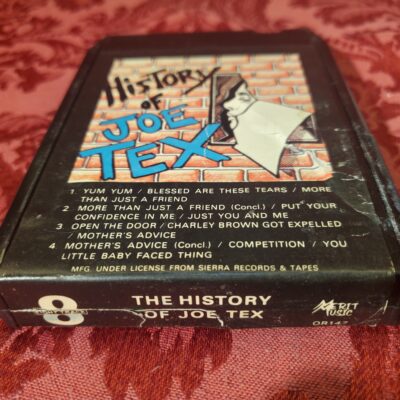 HISTORY
OF
JOE
TEX
1 YUM YUM / BLESSED ARE THESE TEARS / MORE
THAN JUST A FRIEND
2 MORE THAN JUST A FRIEND (Concl.) / PUT YOUR
CONFIDENCE IN ME / JUST YOU AND ME
3 OPEN THE DOOR / CHARLEY BROWN GOT EXPELLED
/ MOTHER'S ADVICE
4 MOTHER'S ADVICE (Concl.) / COMPETITION / YOU
LITTLE BABY FACED THING
MFG. UNDER LICENSE FROM SIERRA RECORDS & TAPES
8
THE HISTORY
OF JOE TEX
MERIT
MUSIC